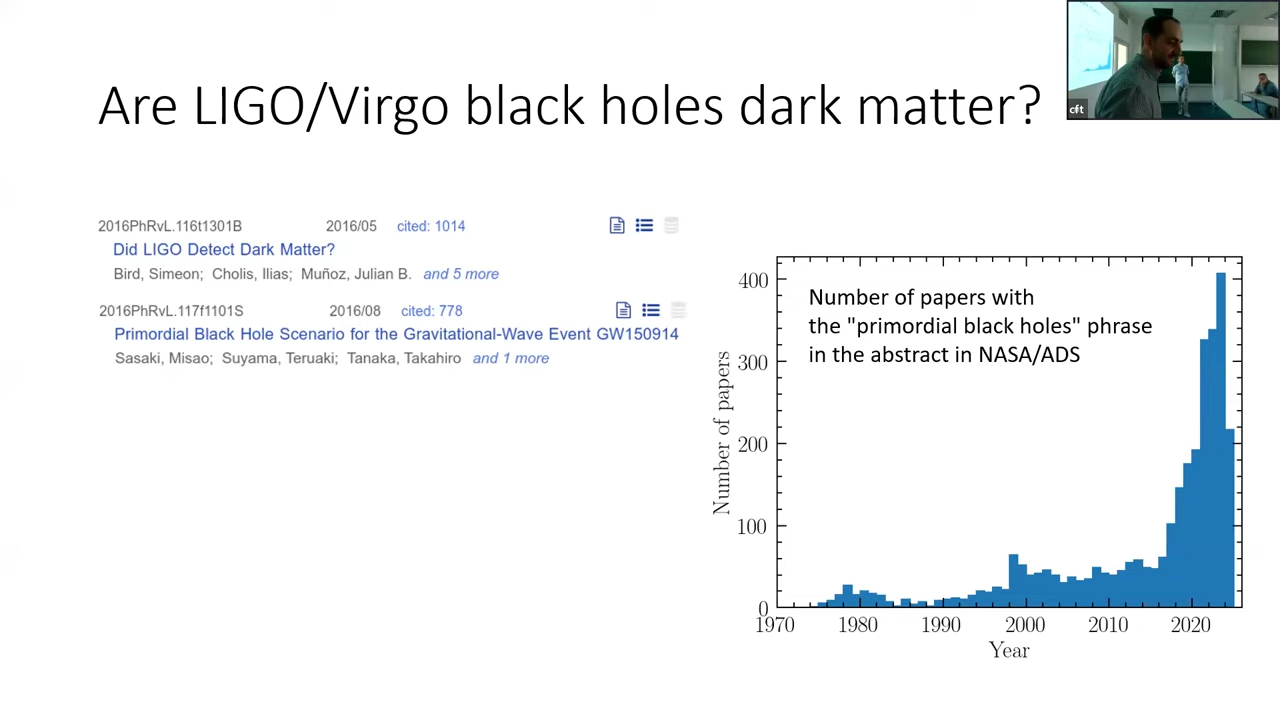 Are LIGO/Virgo black holes dark matter?
cft
2016PhRvL.116t1301B 2016/05 cited: 1014
Did LIGO Detect Dark Matter?
Bird, Simeon; Cholis, Ilias; Muñoz, Julian B. and 5 more
2016PhRvL.117f1101S 2016/08 cited: 778
Primordial Black Hole Scenario for the Gravitational-Wave Event GW150914
Sasaki, Misao; Suyama, Teruaki; Tanaka, Takahiro and 1 more
Number of papers with
the "primordial black holes" phrase
in the abstract in NASA/ADS
Number of papers
400
300
200
100
0
1970 1980 1990 2000 2010 2020
Year